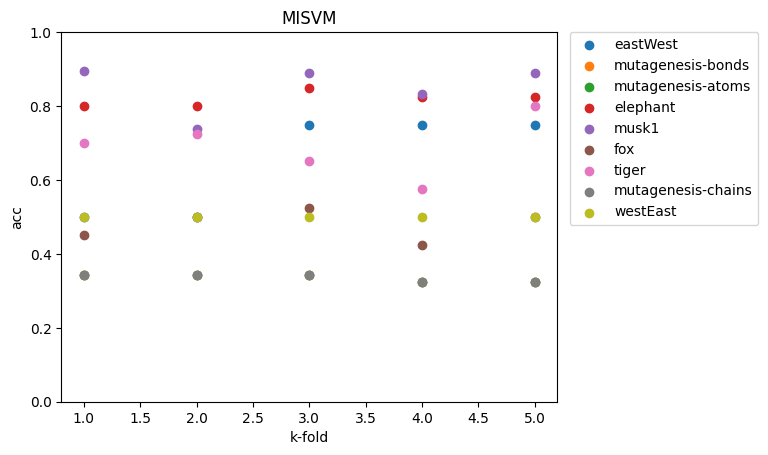 MISVM
1.0
0.8
0.6
0.4
0.2
0.0
acc
1.0 1.5 2.0 2.5 3.0 3.5 4.0 4.5 5.0
k-fold
eastWest
mutagenesis-bonds
mutagenesis-atoms
elephant
musk1
fox
tiger
mutagenesis-chains
westEast